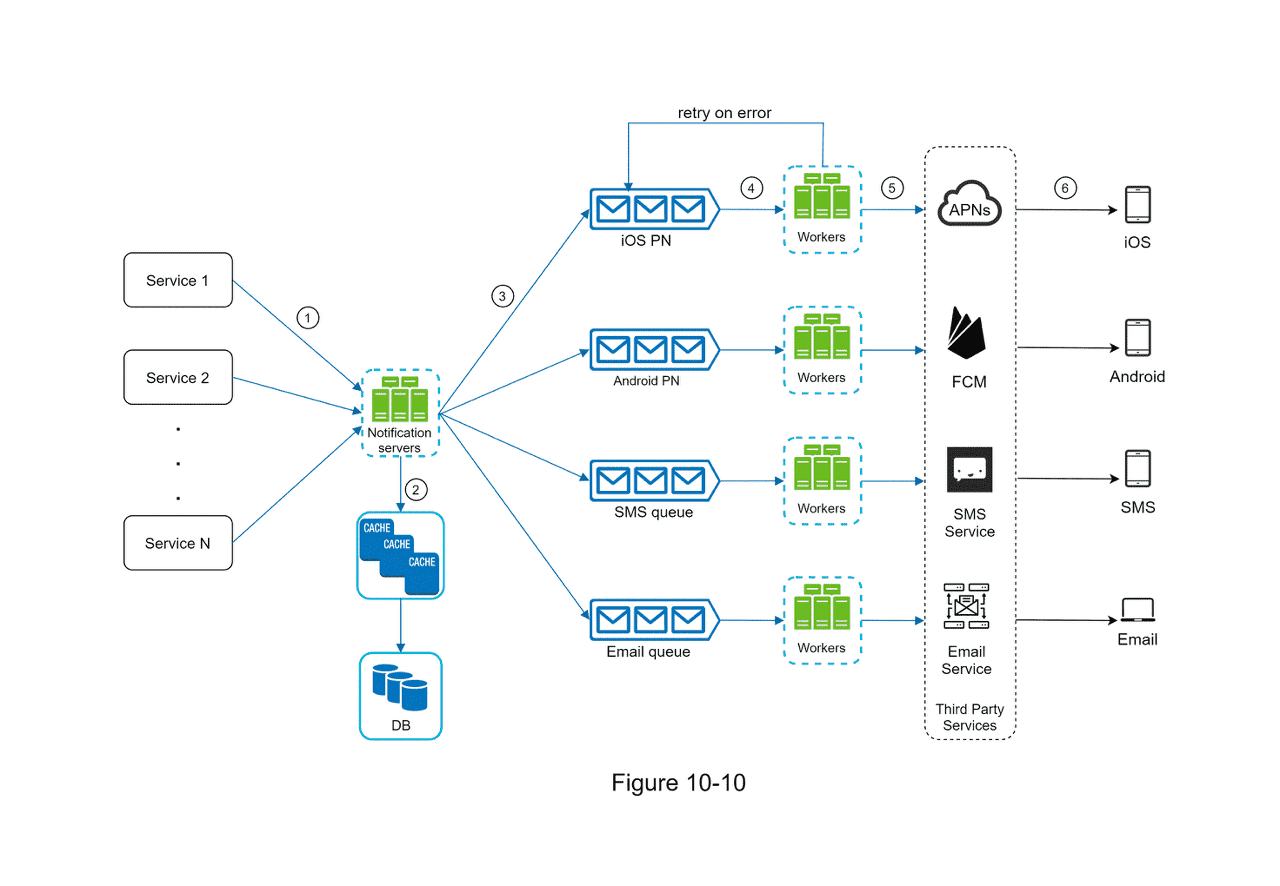 retry on error
4
5
6
APNs
iOS PN
Workers
iOS
Service 1
3
1
Service 2
Android PN
Workers
FCM
Android
Notification
servers
2
SMS queue
Workers
SMS
Service
SMS
Service N
CACHE
CACHE
CACHE
Email queue
Workers
Email
Service
Email
DB
Third Party
Services
Figure 10-10